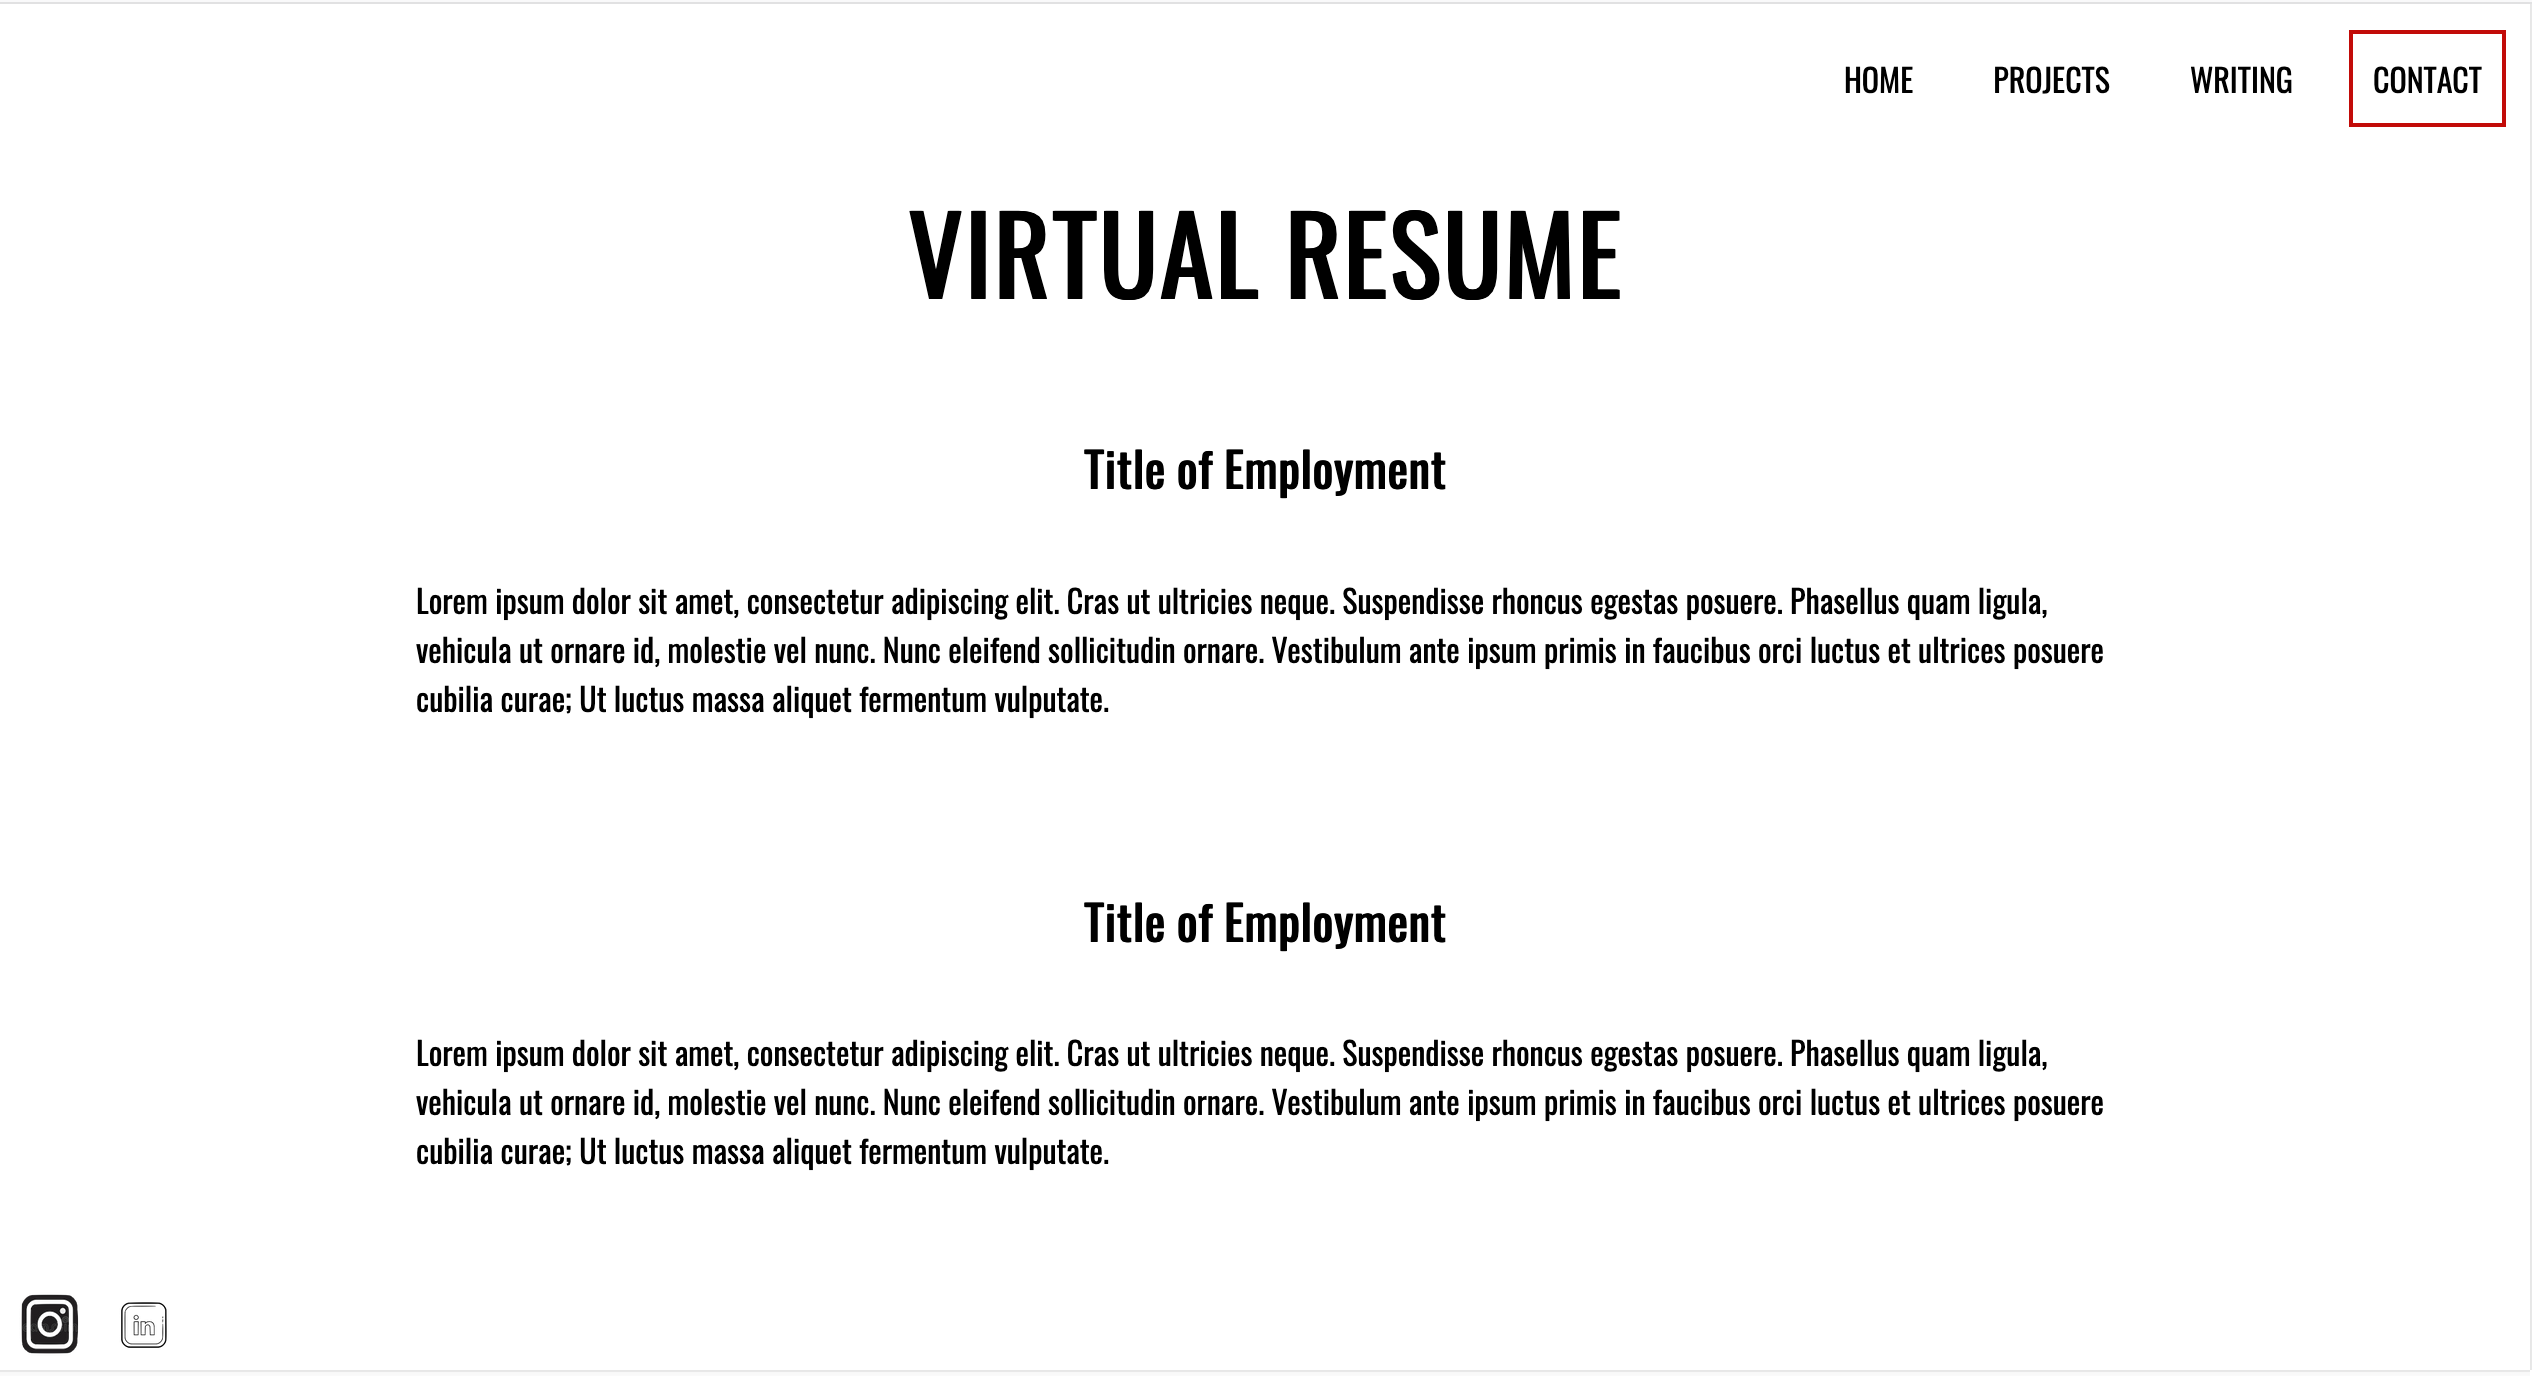 HOME PROJECTS WRITING CONTACT
VIRTUAL RESUME
Title of Employment
Lorem ipsum dolor sit amet, consectetur adipiscing elit. Cras ut ultricies neque. Suspendisse rhoncus egestas posuere. Phasellus quam ligula,
vehicula ut ornare id, molestie vel nunc. Nunc eleifend sollicitudin ornare. Vestibulum ante ipsum primis in faucibus orci luctus et ultrices posuere
cubilia curae; Ut luctus massa aliquet fermentum vulputate.
Title of Employment
Lorem ipsum dolor sit amet, consectetur adipiscing elit. Cras ut ultricies neque. Suspendisse rhoncus egestas posuere. Phasellus quam ligula,
vehicula ut ornare id, molestie vel nunc. Nunc eleifend sollicitudin ornare. Vestibulum ante ipsum primis in faucibus orci luctus et ultrices posuere
cubilia curae; Ut luctus massa aliquet fermentum vulputate.
in